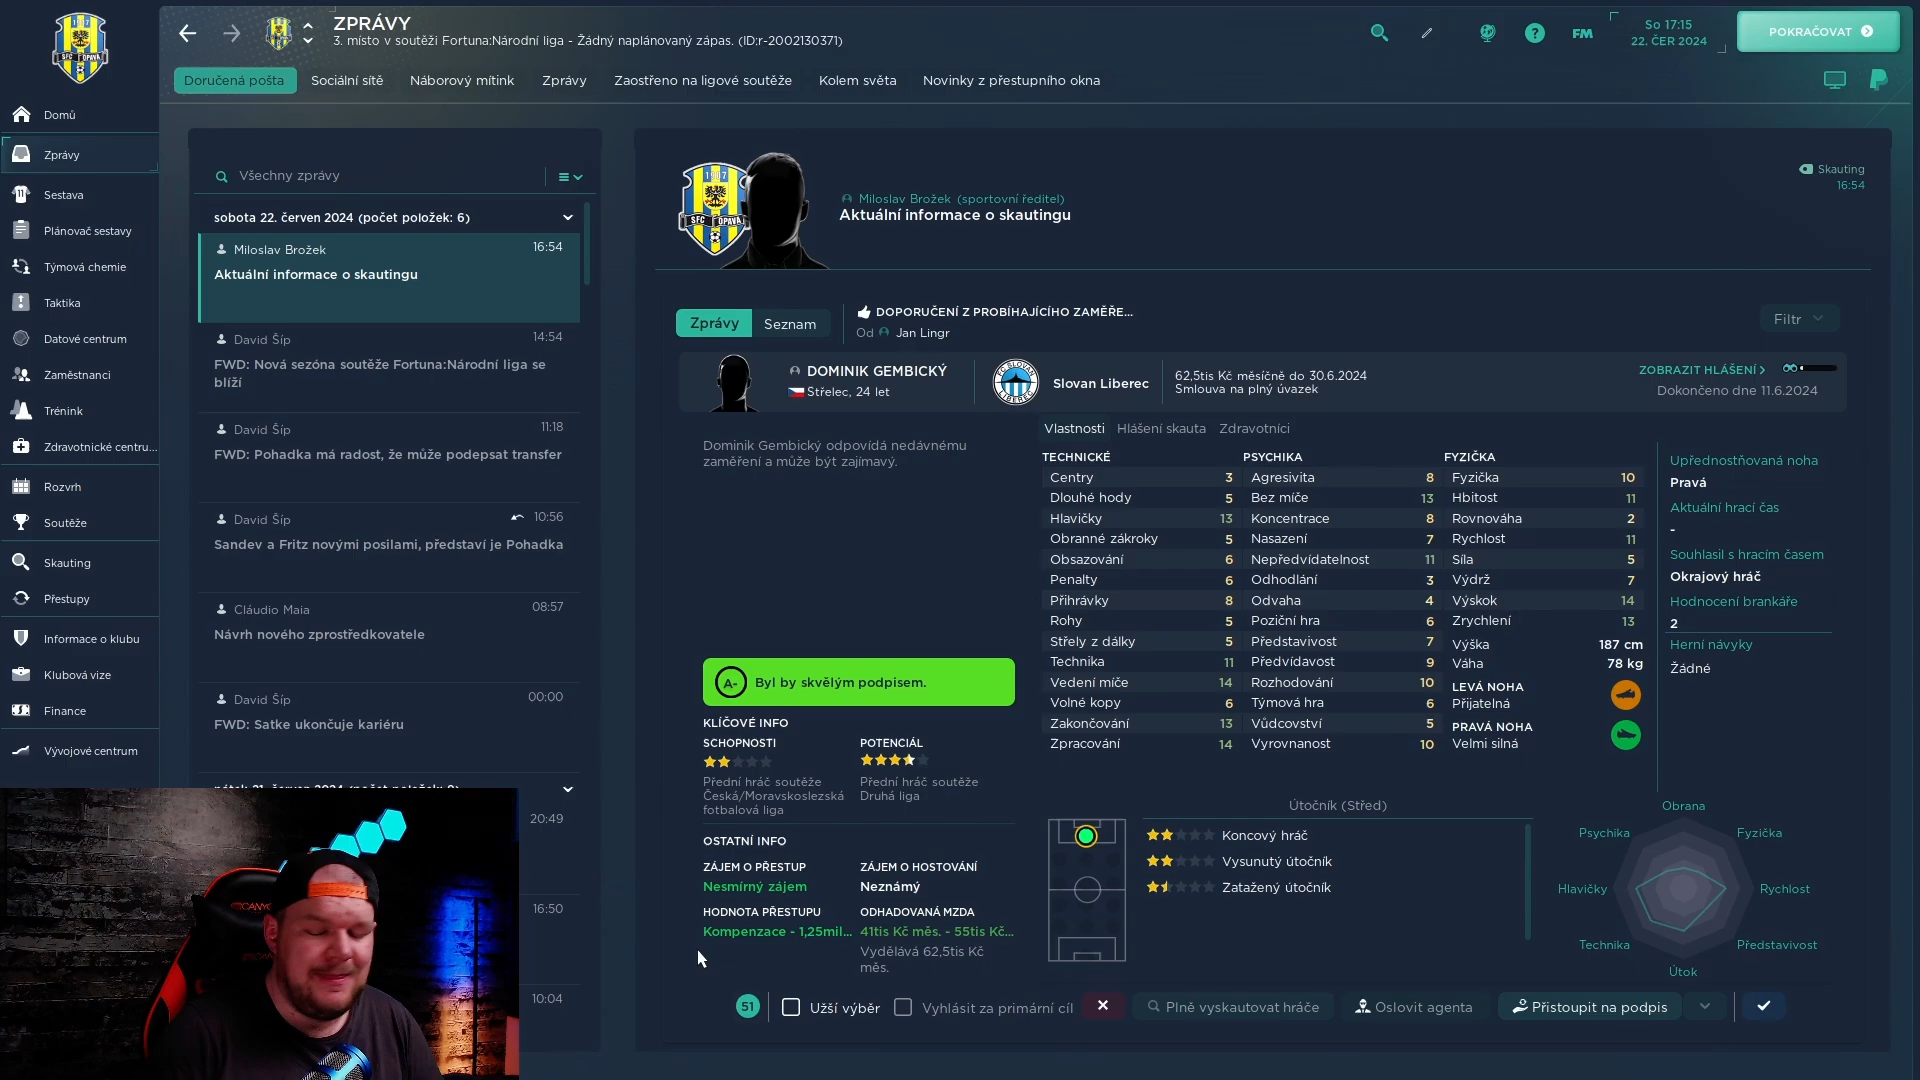 ZPRÁVY
3. místo v soutěži Fortuna:Národní liga - Žádný naplánovaný zápas. (ID:r-2002130371)
FM
So 17:15
22. ČER 2024
POKRAČOVAT
Doručená pošta
Sociální sítě
Náborový mítink
Zprávy
Zaostřeno na ligové soutěže
Kolem světa
Novinky z přestupního okna
Domů
Zprávy
Sestava
Plánovač sestavy
Týmová chemie
Taktika
Datové centrum
Zaměstnanci
Trénink
Zdravotnické centru...
Rozvrh
Soutěže
Skauting
Přestupy
Informace o klubu
Klubová vize
Finance
Vývojové centrum
Všechny zprávy
sobota 22. červen 2024 (počet položek: 6)
Miloslav Brožek
16:54
Aktuální informace o skautingu
David Šíp
14:54
FWD: Nová sezóna soutěže Fortuna:Národní liga se
blíží
David Šíp
11:18
FWD: Pohadka má radost, že může podepsat transfer
David Šíp
10:56
Sandev a Fritz novými posilami, představí je Pohadka
Cláudio Maia
08:57
Návrh nového zprostředkovatele
David Šíp
00:00
FWD: Satke ukončuje kariéru
20:49
16:50
10:04
1907
SFC OPAVA
Miloslav Brožek (sportovní ředitel)
Aktuální informace o skautingu
Skauting
16:54
Zprávy
Seznam
DOPORUČENÍ Z PROBÍHAJÍCÍHO ZAMĚŘE...
Od Jan Lingr
Filtr
DOMINIK GEMBICKÝ
Střelec, 24 let
Slovan Liberec
62,5tis Kč měsíčně do 30.6.2024
Smlouva na plný úvazek
ZOBRAZIT HLÁŠENÍ
Dokončeno dne 11.6.2024
Dominik Gembický odpovídá nedávnému
zaměření a může být zajímavý.
A- Byl by skvělým podpisem.
KLÍČOVÉ INFO
SCHOPNOSTI
Přední hráč soutěže
Česká/Moravskoslezská
fotbalová liga
POTENCIÁL
Přední hráč soutěže
Druhá liga
OSTATNÍ INFO
ZÁJEM O PŘESTUP
Nesmírný zájem
ZÁJEM O HOSTOVÁNÍ
Neznámý
HODNOTA PŘESTUPU
Kompenzace - 1,25mil...
ODHADOVANÁ MZDA
41tis Kč měs. - 55tis Kč...
Vydělává 62,5tis Kč
měs.
Vlastnosti
Hlášení skauta
Zdravotníci
TECHNICKÉ
Centry 3
Dlouhé hody 5
Hlavičky 13
Obranné zákroky 5
Obsazování 6
Penalty 6
Přihrávky 8
Rohy 5
Střely z dálky 5
Technika 11
Vedení míče 14
Volné kopy 6
Zakončování 13
Zpracování 14
PSYCHIKA
Agresivita 8
Bez míče 13
Koncentrace 8
Nasazení 7
Nepředvídatelnost 11
Odhodlání 3
Odvaha 4
Poziční hra 6
Představivost 7
Předvídavost 9
Rozhodování 10
Týmová hra 6
Vůdcovství 5
Vyrovnanost 10
FYZIČKA
Fyzička 10
Hbitost 11
Rovnováha 2
Rychlost 11
Síla 5
Výdrž 7
Výskok 14
Zrychlení 13
Výška 187 cm
Váha 78 kg
LEVÁ NOHA
Přijatelná
PRAVÁ NOHA
Velmi silná
Upřednostňovaná noha
Pravá
Aktuální hrací čas
-
Souhlasil s hracím časem
Okrajový hráč
Hodnocení brankáře
2
Herní návyky
Žádné
Útočník (Střed)
Koncový hráč
Vysunutý útočník
Zatažený útočník
Obrana
Fyzička
Rychlost
Představivost
Útok
Technika
Hlavičky
Psychika
51
Užší výběr
Vyhlásit za primární cíl
Plně vyskautovat hráče
Oslovit agenta
Přistoupit na podpis